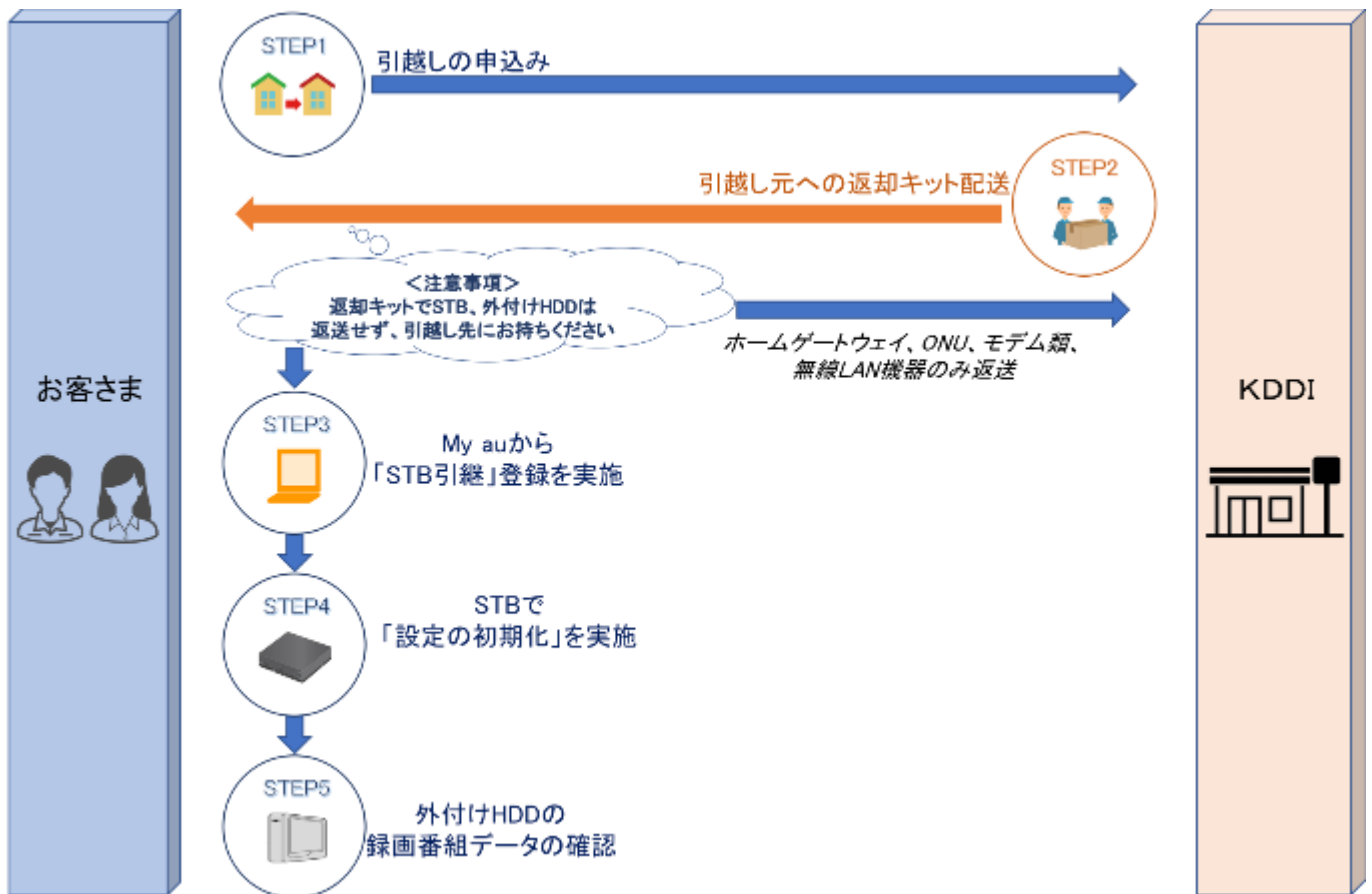 STEP1
引越しの申込み
STEP2
引越し元への返却キット配送
＜注意事項＞
返却キットでSTB、外付けHDDは
返送せず、引越し先にお持ちください
ホームゲートウェイ、ONU、モデム類、
無線LAN機器のみ返送
お客さま
KDDI
STEP3
My auから
「STB引継」登録を実施
STEP4
STBで
「設定の初期化」を実施
STEP5
外付けHDDの
録画番組データの確認